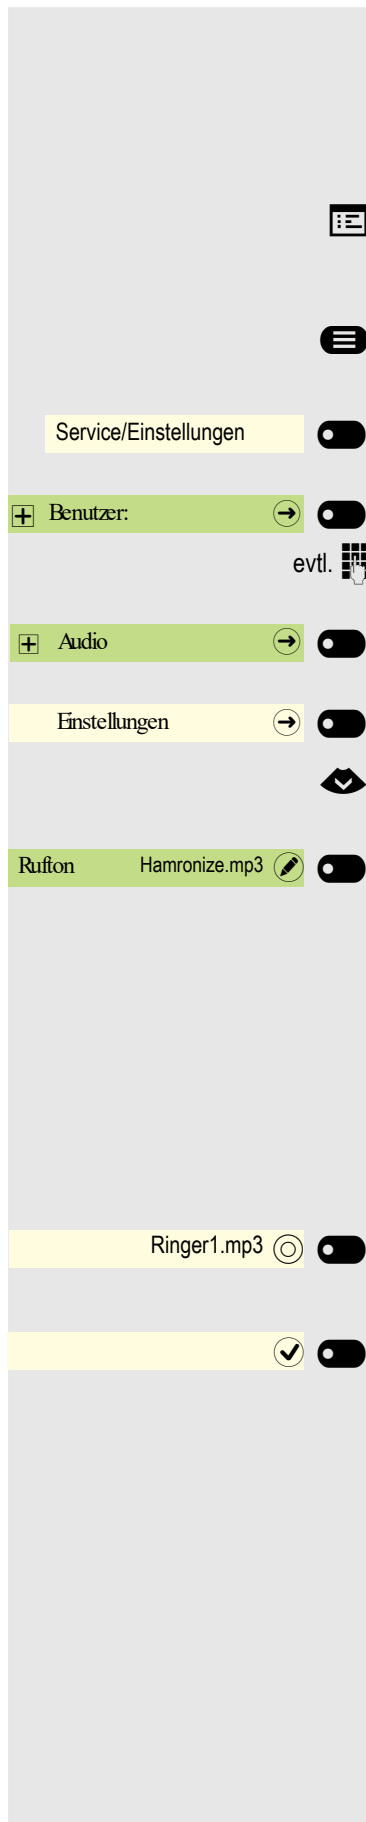 Service/Einstellungen
Benutzer:
evtl.
Audio
Einstellungen
Rufton Hamronize.mp3
Ringer1.mp3